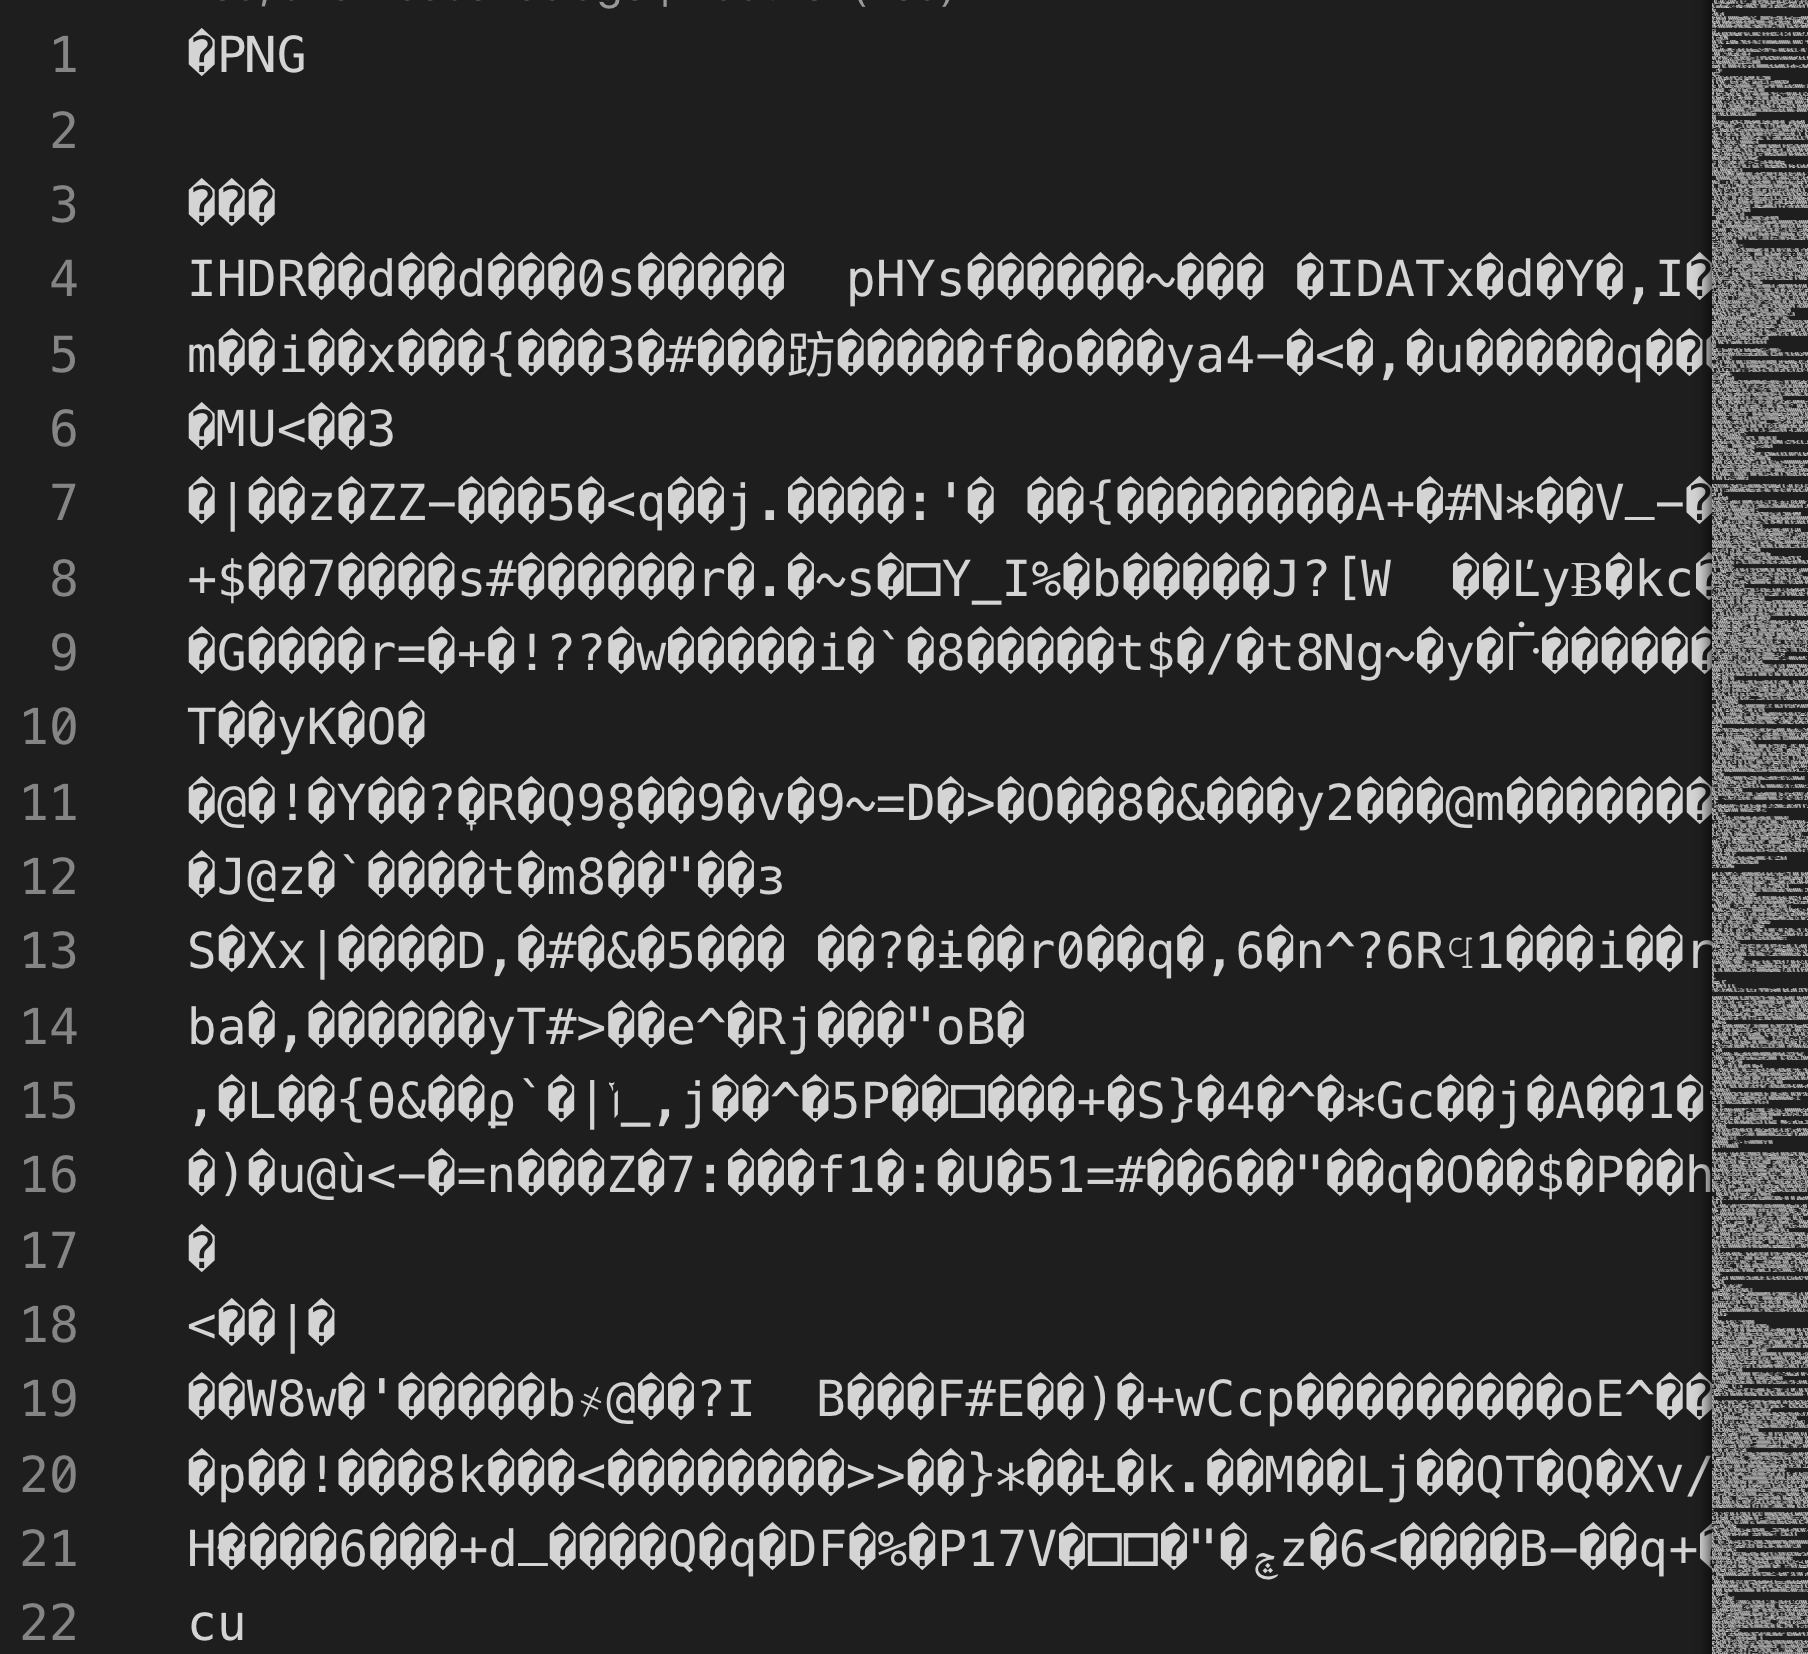 1 �PNG
2
3 ���
4 IHDR��d��d���0s�����  pHYs������~��� �IDATx�d�Y�,I�
5 m��i��x���{���3�#���趽�����f�o���ya4−�<�,�u�����q���
6 �MU<��3
7 �|��z�ZZ−���5�<q��j.����:'� ��{��������A+�#N*��V_−�
8 +$��7����s#������r�.�~s�□Y_I%�b�����J?[W  ��Ľy�kc�
9 �G����r=�+�!??�w�����i�`�8�����t$�/�t8Ng~�y�������
10 T��yK�O�
11 �@�!�Y��?�R�Q98̣��9�v�9~=D�>�O��8�&���y2���@m�������
12 �J@z�`����t�m8��"��з
13 S�Xx|����D,�#�&�5��� ��?�ɨ��r0��q�,6�n^?6R1���i��r
14 ba�,������yT#>��e^�Rj���"oB�
15 ,�L��{θ&��`�|_,j��^�5P��□���+�S}�4�^�*Gc��j�A��1�
16 �)�u@ù<−�=n���Z�7:���f1�:�U�51=#��6��"��q�O��$�P��h
17 �
18 <��|�
19 ��W8w�'�����b@��?I  B���F#E��)�+wCcp���������oE^��
20 �p��!���8k���<��������>>��}*��Ƚ�k.��M��Lj��QT�Q�Xv/
21 H����6���+d_����Q�q�DF�%�P17V�□□�"�z�6<����B−��q+�
22 cu